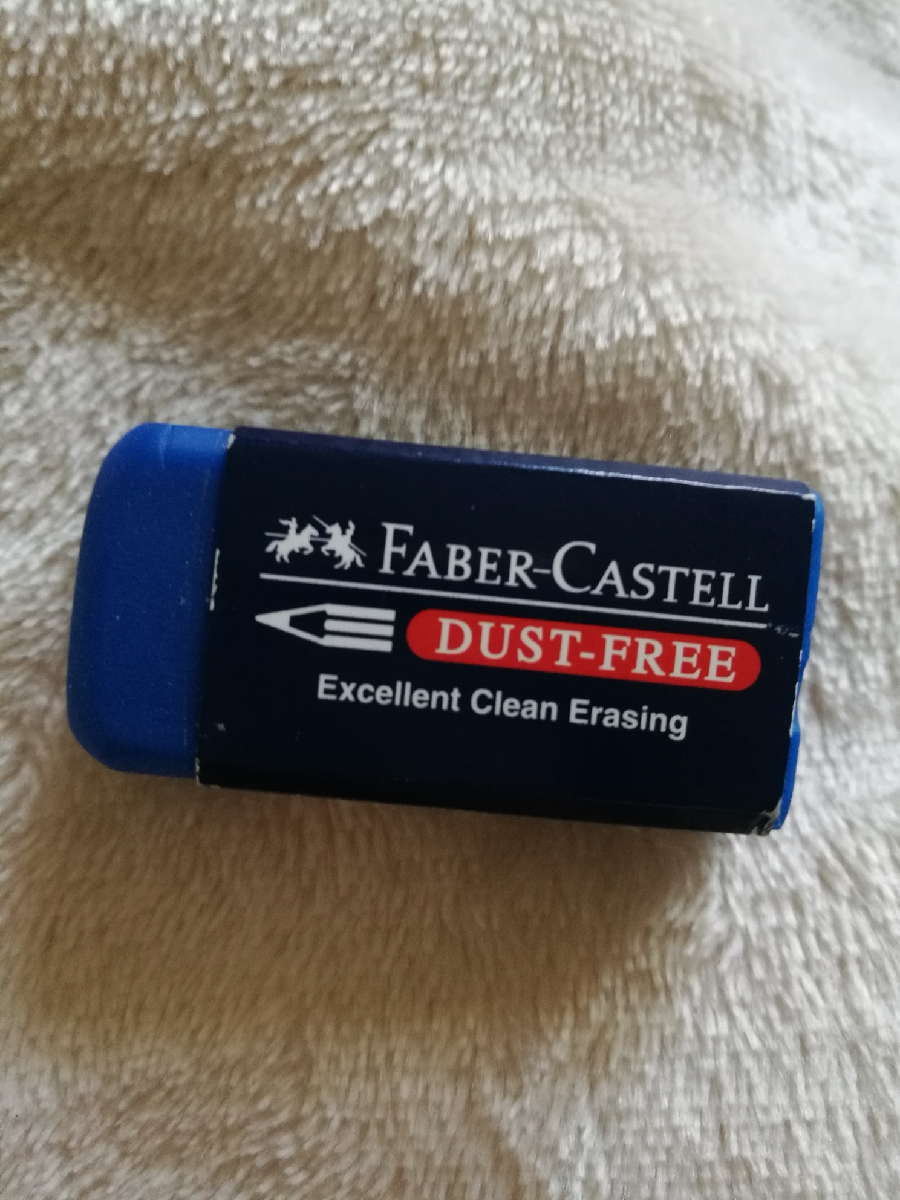 FABER-CASTELL
DUST-FREE
Excellent Clean Erasing